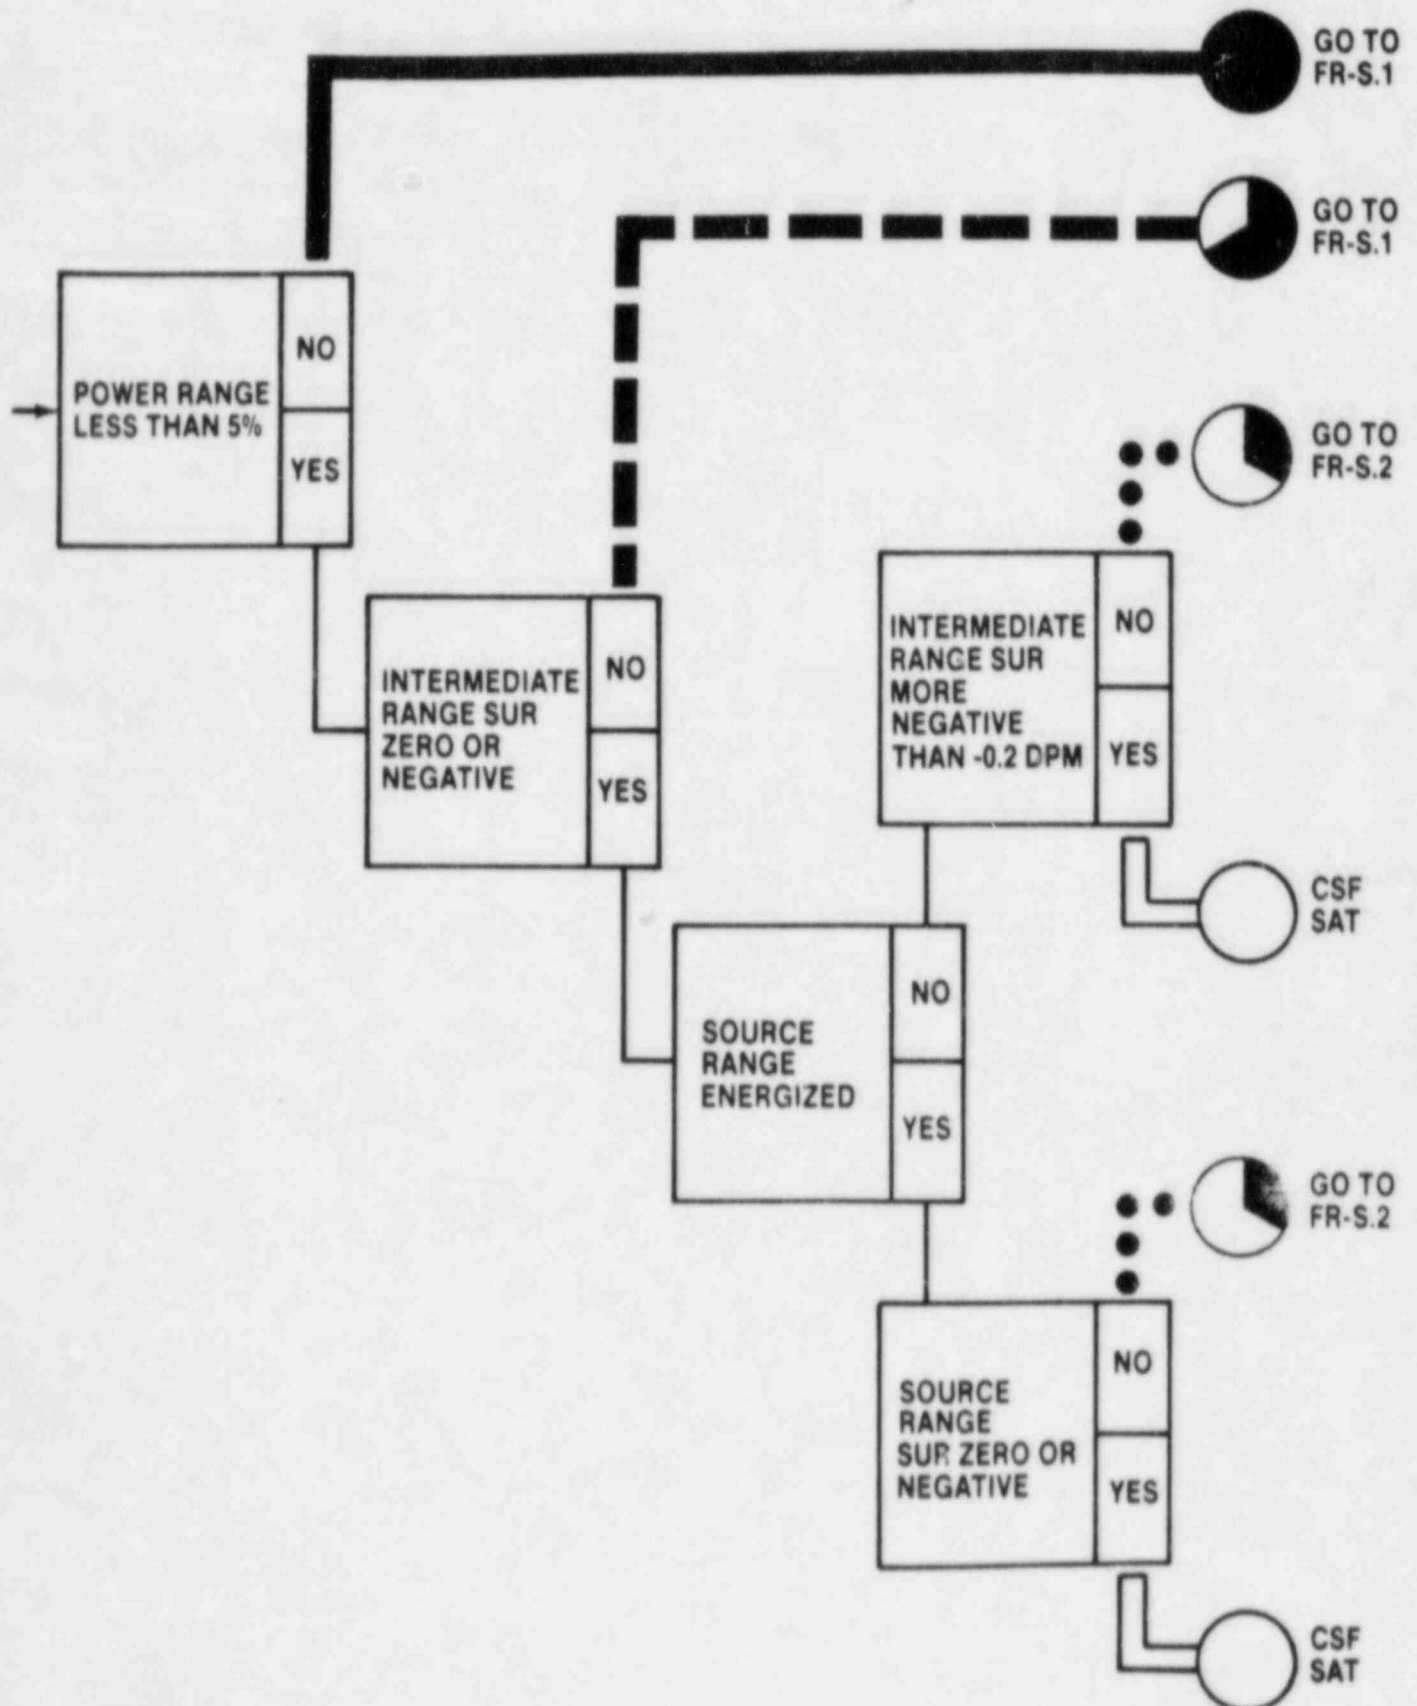 GO TO
FR-S.1
GO TO
FR-S.1
POWER RANGE
LESS THAN 5%
NO
YES
GO TO
FR-S.2
INTERMEDIATE
RANGE SUR
ZERO OR
NEGATIVE
NO
YES
INTERMEDIATE
RANGE SUR
MORE
NEGATIVE
THAN -0.2 DPM
NO
YES
CSF
SAT
SOURCE
RANGE
ENERGIZED
NO
YES
GO TO
FR-S.2
SOURCE
RANGE
SUR ZERO OR
NEGATIVE
NO
YES
CSF
SAT